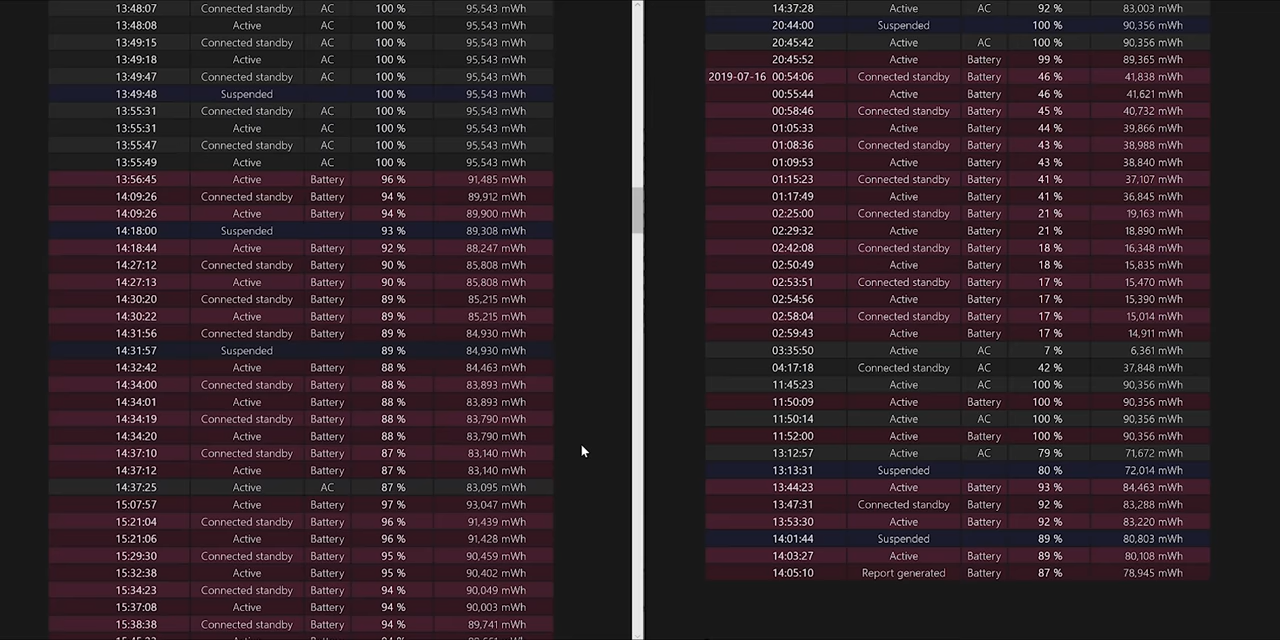 13:48:07 Connected standby AC 100 % 95,543 mWh
13:48:08 Active AC 100 % 95,543 mWh
13:49:15 Connected standby AC 100 % 95,543 mWh
13:49:18 Active AC 100 % 95,543 mWh
13:49:47 Connected standby AC 100 % 95,543 mWh
13:49:48 Suspended 100 % 95,543 mWh
13:55:31 Connected standby AC 100 % 95,543 mWh
13:55:31 Active AC 100 % 95,543 mWh
13:55:47 Connected standby AC 100 % 95,543 mWh
13:55:49 Active AC 100 % 95,543 mWh
13:56:45 Active Battery 96 % 91,485 mWh
14:09:26 Connected standby Battery 94 % 89,912 mWh
14:09:26 Active Battery 94 % 89,900 mWh
14:18:00 Suspended 93 % 89,308 mWh
14:18:44 Active Battery 92 % 88,247 mWh
14:27:12 Connected standby Battery 90 % 85,808 mWh
14:27:13 Active Battery 90 % 85,808 mWh
14:30:20 Connected standby Battery 89 % 85,215 mWh
14:30:22 Active Battery 89 % 85,215 mWh
14:31:56 Connected standby Battery 89 % 84,930 mWh
14:31:57 Suspended 89 % 84,930 mWh
14:32:42 Active Battery 88 % 84,463 mWh
14:34:00 Connected standby Battery 88 % 83,893 mWh
14:34:01 Active Battery 88 % 83,893 mWh
14:34:19 Connected standby Battery 88 % 83,790 mWh
14:34:20 Active Battery 88 % 83,790 mWh
14:37:10 Connected standby Battery 87 % 83,140 mWh
14:37:12 Active Battery 87 % 83,140 mWh
14:37:25 Active AC 87 % 83,095 mWh
15:07:57 Active Battery 97 % 93,047 mWh
15:21:04 Connected standby Battery 96 % 91,439 mWh
15:21:06 Active Battery 96 % 91,428 mWh
15:29:30 Connected standby Battery 95 % 90,459 mWh
15:32:38 Active Battery 95 % 90,402 mWh
15:34:23 Connected standby Battery 94 % 90,049 mWh
15:37:08 Active Battery 94 % 90,003 mWh
15:38:38 Connected standby Battery 94 % 89,741 mWh
14:37:28 Active AC 92 % 83,003 mWh
20:44:00 Suspended 100 % 90,356 mWh
20:45:42 Active AC 100 % 90,356 mWh
20:45:52 Active Battery 99 % 89,365 mWh
2019-07-16 00:54:06 Connected standby Battery 46 % 41,838 mWh
00:55:44 Active Battery 46 % 41,621 mWh
00:58:46 Connected standby Battery 45 % 40,732 mWh
01:05:33 Active Battery 44 % 39,866 mWh
01:08:36 Connected standby Battery 43 % 38,988 mWh
01:09:53 Active Battery 43 % 38,840 mWh
01:15:23 Connected standby Battery 41 % 37,107 mWh
01:17:49 Active Battery 41 % 36,845 mWh
02:25:00 Connected standby Battery 21 % 19,163 mWh
02:29:32 Active Battery 21 % 18,890 mWh
02:42:08 Connected standby Battery 18 % 16,348 mWh
02:50:49 Active Battery 18 % 15,835 mWh
02:53:51 Connected standby Battery 17 % 15,470 mWh
02:54:56 Active Battery 17 % 15,390 mWh
02:58:04 Connected standby Battery 17 % 15,014 mWh
02:59:43 Active Battery 17 % 14,911 mWh
03:35:50 Active AC 7 % 6,361 mWh
04:17:18 Connected standby AC 42 % 37,848 mWh
11:45:23 Active AC 100 % 90,356 mWh
11:50:09 Active Battery 100 % 90,356 mWh
11:50:14 Active AC 100 % 90,356 mWh
11:52:00 Active Battery 100 % 90,356 mWh
13:12:57 Active AC 79 % 71,672 mWh
13:13:31 Suspended 80 % 72,014 mWh
13:44:23 Active Battery 93 % 84,463 mWh
13:47:31 Connected standby Battery 92 % 83,288 mWh
13:53:30 Active Battery 92 % 83,220 mWh
14:01:44 Suspended 89 % 80,803 mWh
14:03:27 Active Battery 89 % 80,108 mWh
14:05:10 Report generated Battery 87 % 78,945 mWh